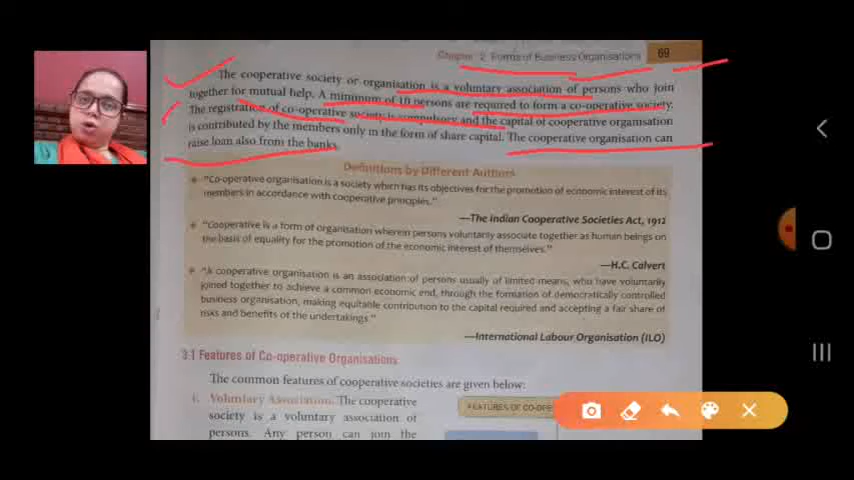 Chapter 2 Forms of Business Organisations 69
The cooperative society or organisation is a voluntary association of persons who join
together for mutual help. A minimum of 10 persons are required to form a co-operative society.
The registration of co-operative society is compulsory and the capital of cooperative organisation
is contributed by the members only in the form of share capital. The cooperative organisation can
raise loan also from the banks.
Definitions by Different Authors
"Co-operative organisation is a society which has its objectives for the promotion of economic interest of its
members in accordance with cooperative principles."
—The Indian Cooperative Societies Act, 1912
"Cooperative is a form of organisation wherein persons voluntarily associate together as human beings on
the basis of equality for the promotion of the economic interest of themselves."
—H.C. Calvert
"A cooperative organisation is an association of persons usually of limited means, who have voluntarily
joined together to achieve a common economic end, through the formation of democratically controlled
business organisation, making equitable contribution to the capital required and accepting a fair share of
risks and benefits of the undertakings"
—International Labour Organisation (ILO)
3.1 Features of Co-operative Organisations
The common features of cooperative societies are given below:
Voluntary Association. The cooperative
society is a voluntary association of
persons. Any person can join the
FEATURES OF CO-OPE